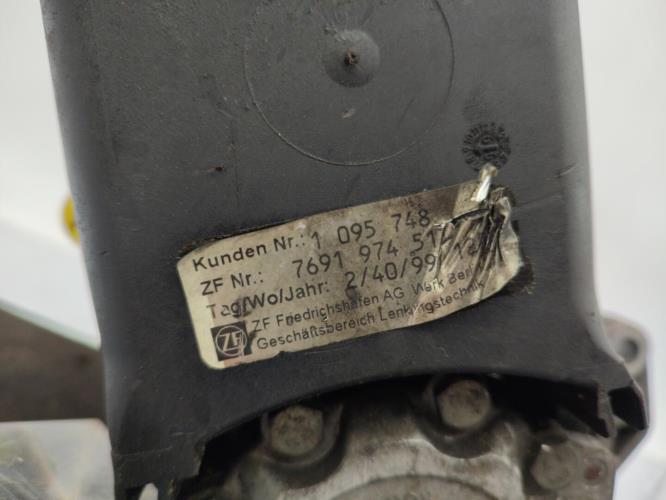 Kunden Nr.: 1 095 748
ZF Nr.: 7691 974 51
Tag/Wo/Jahr: 2/40/99
ZF ZF Friedrichshafen AG Werk Berl
Geschäftsbereich Lenkungstechnik